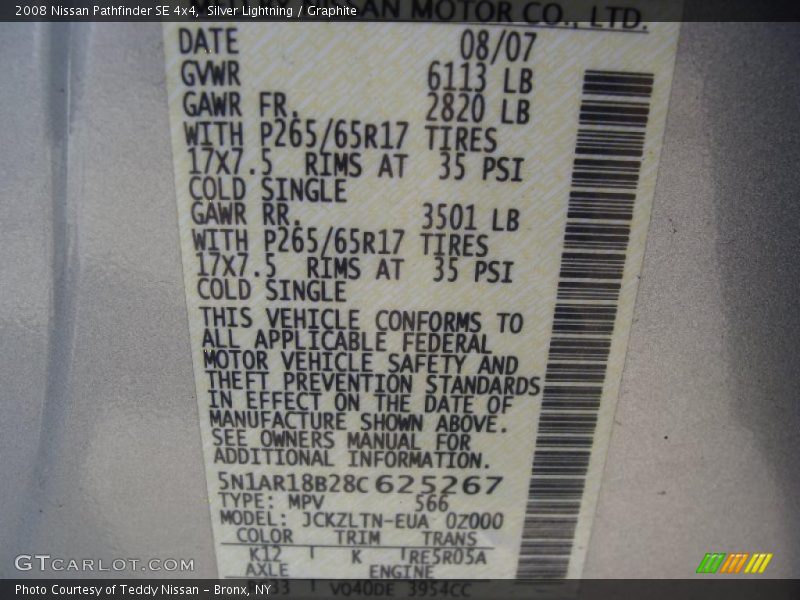 2008 Nissan Pathfinder SE 4x4, Silver Lightning / Graphite
NISSAN MOTOR CO., LTD.
DATE 08/07
GVWR 6113 LB
GAWR FR. 2820 LB
WITH P265/65R17 TIRES
17X7.5 RIMS AT 35 PSI
COLD SINGLE
GAWR RR. 3501 LB
WITH P265/65R17 TIRES
17X7.5 RIMS AT 35 PSI
COLD SINGLE
THIS VEHICLE CONFORMS TO
ALL APPLICABLE FEDERAL
MOTOR VEHICLE SAFETY AND
THEFT PREVENTION STANDARDS
IN EFFECT ON THE DATE OF
MANUFACTURE SHOWN ABOVE.
SEE OWNERS MANUAL FOR
ADDITIONAL INFORMATION.
5N1AR18B28C625267
TYPE: MPV 566
MODEL: JCKZLTN-EUA 0Z000
COLOR TRIM TRANS
K12 K RE5R05A
AXLE ENGINE
VQ40DE 3954CC
GTCARLOT.COM
Photo Courtesy of Teddy Nissan - Bronx, NY